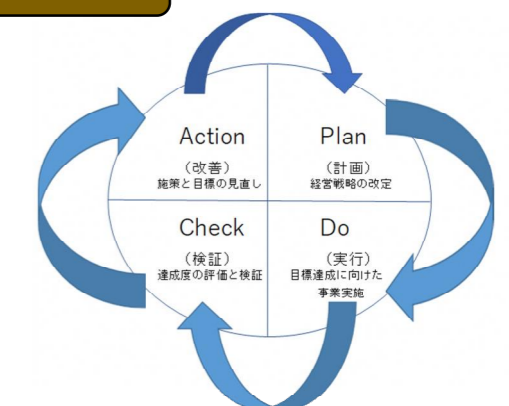 Action
(改善)
施策と目標の見直し
Plan
(計画)
経営戦略の改定
Check
(検証)
達成度の評価と検証
Do
(実行)
目標達成に向けた
事業実施